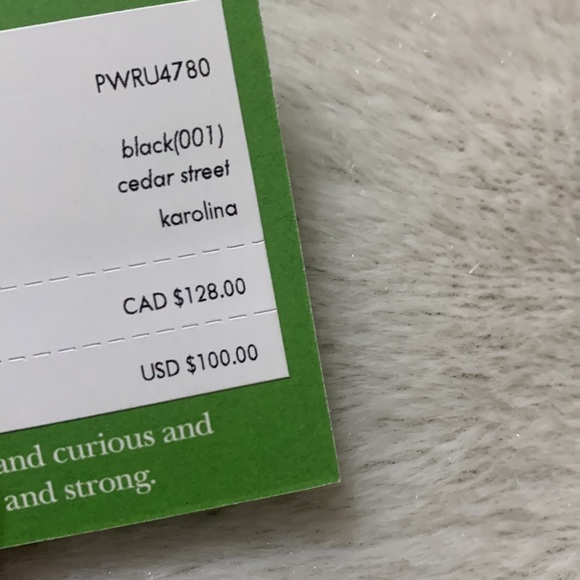 PWRU4780
black(001)
cedar street
karolina
CAD $128.00
USD $100.00
and curious and
and strong.